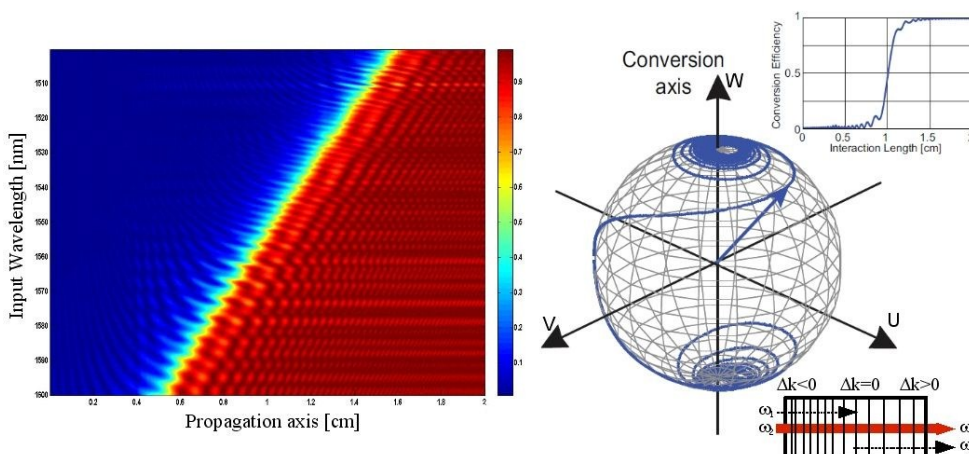 Input Wavelength [nm]
1510
1520
1530
1540
1550
1560
1570
1580
1590
1600
0.2
0.4
0.6
0.8
1
1.2
1.4
1.6
1.8
2
Propagation axis [cm]
0.9
0.8
0.7
0.6
0.5
0.4
0.3
0.2
0.1
Conversion
axis
W
V
U
Conversion Efficiency
1
0.5
0
0
0.5
1
1.5
2
Interaction Length [cm]
Δk<0
Δk=0
Δk>0
ω₁
ω₂
ω
ω